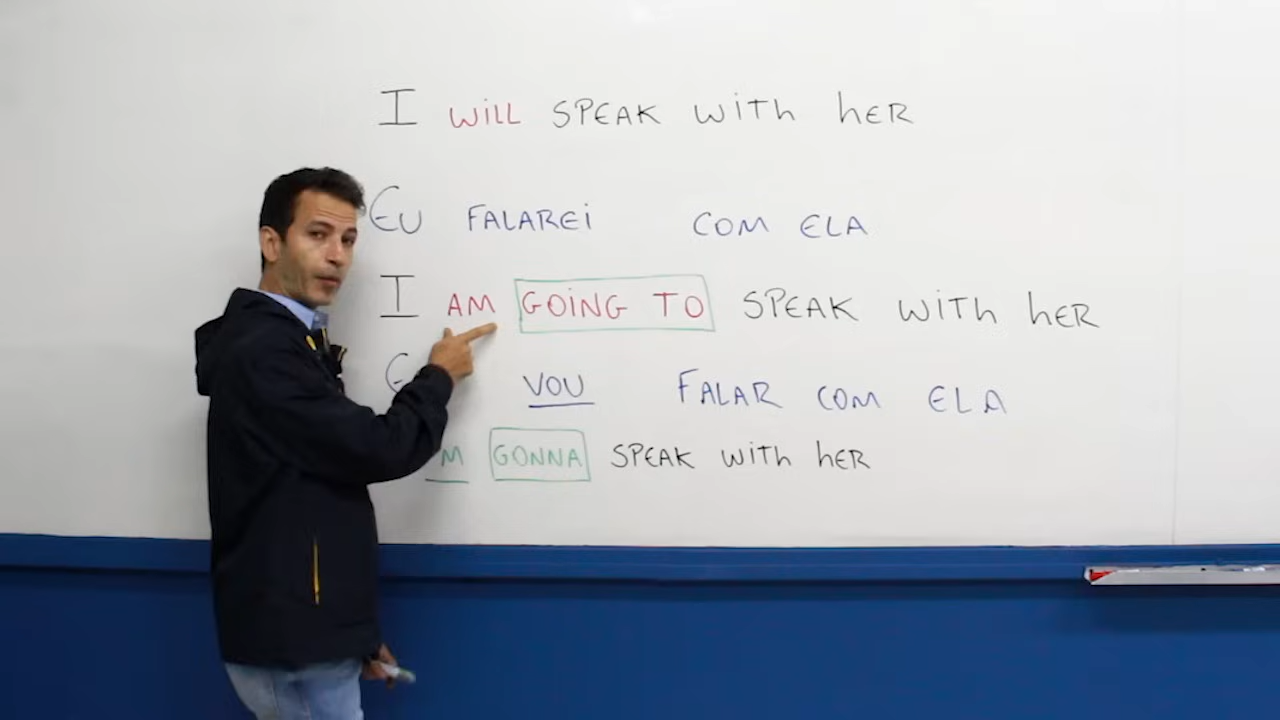 I WILL SPEAK WITH HER
EU FALAREI COM ELA
I AM GOING TO SPEAK WITH HER
VOU FALAR COM ELA
GONNA SPEAK WITH HER